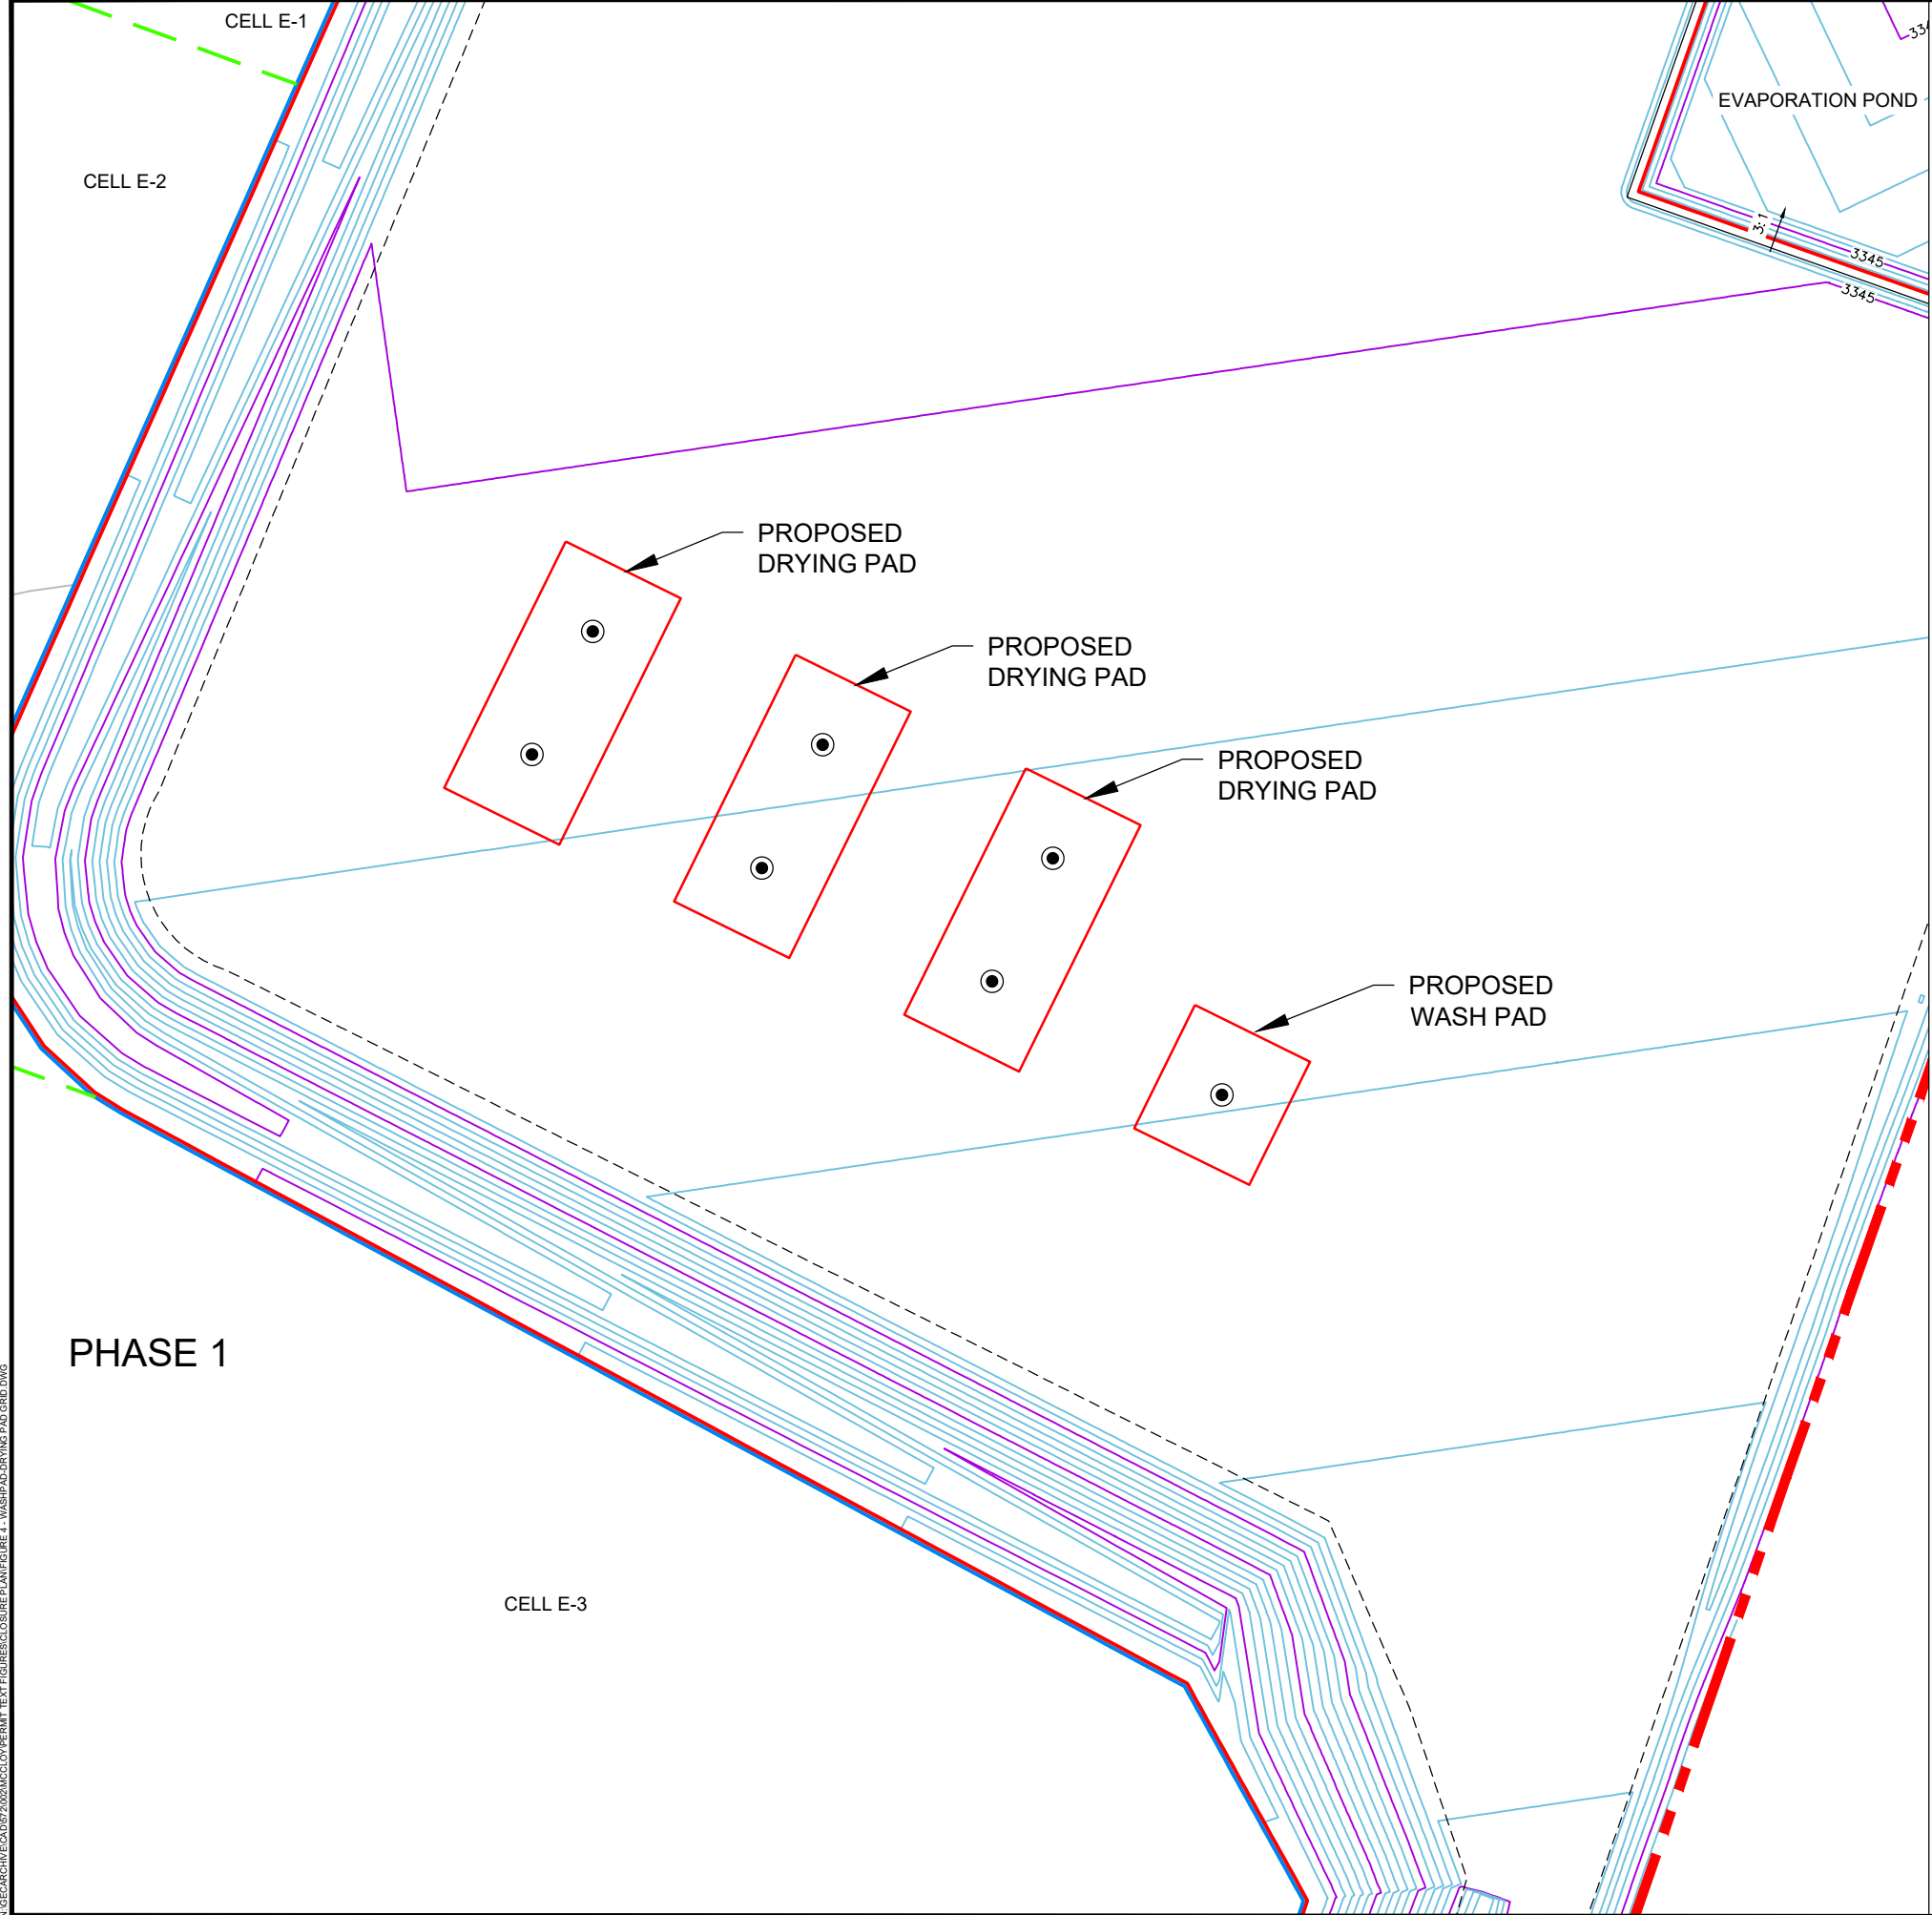 CELL E-1
EVAPORATION POND
CELL E-2
3:1
3345
3345
PROPOSED
DRYING PAD
PROPOSED
DRYING PAD
PROPOSED
DRYING PAD
PROPOSED
WASH PAD
PHASE 1
CELL E-3